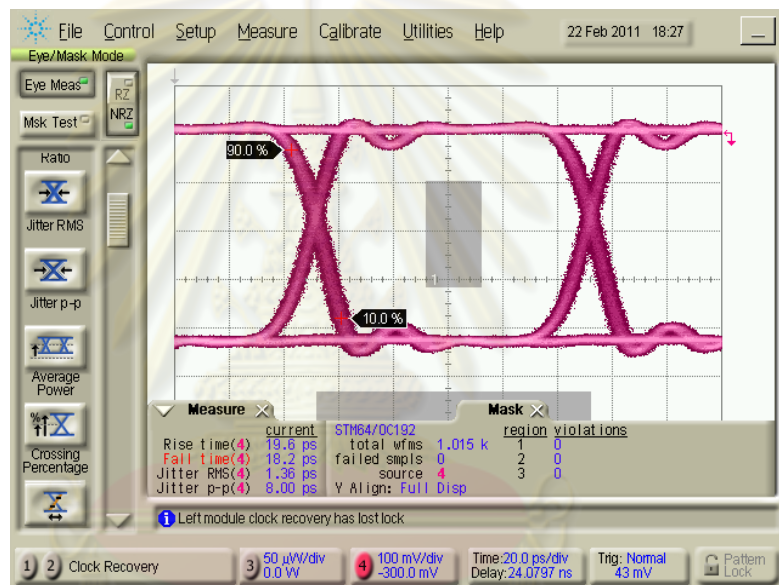 File Control Setup Measure Calibrate Utilities Help 22 Feb 2011 18:27
Eye/Mask Mode
Eye Meas
RZ
NRZ
Msk Test
Ratio
Jitter RMS
Jitter p-p
Average
Power
Crossing
Percentage
90.0 %
10.0 %
1
Measure
current
Rise time(4) 19.6 ps
Fall time(4) 18.2 ps
Jitter RMS(4) 1.36 ps
Jitter p-p(4) 8.00 ps
Mask
STM64/OC192 region violations
total wfms 1.015 k 1 0
failed smpls 0 2 0
source 4 3 0
Y Align: Full Disp
Left module clock recovery has lost lock
1) 2) Clock Recovery
3) 50 µW/div
0.0 W
4) 100 mV/div
-300.0 mV
Time:20.0 ps/div
Delay:24.0797 ns
Trig: Normal
43 mV
Pattern
Lock